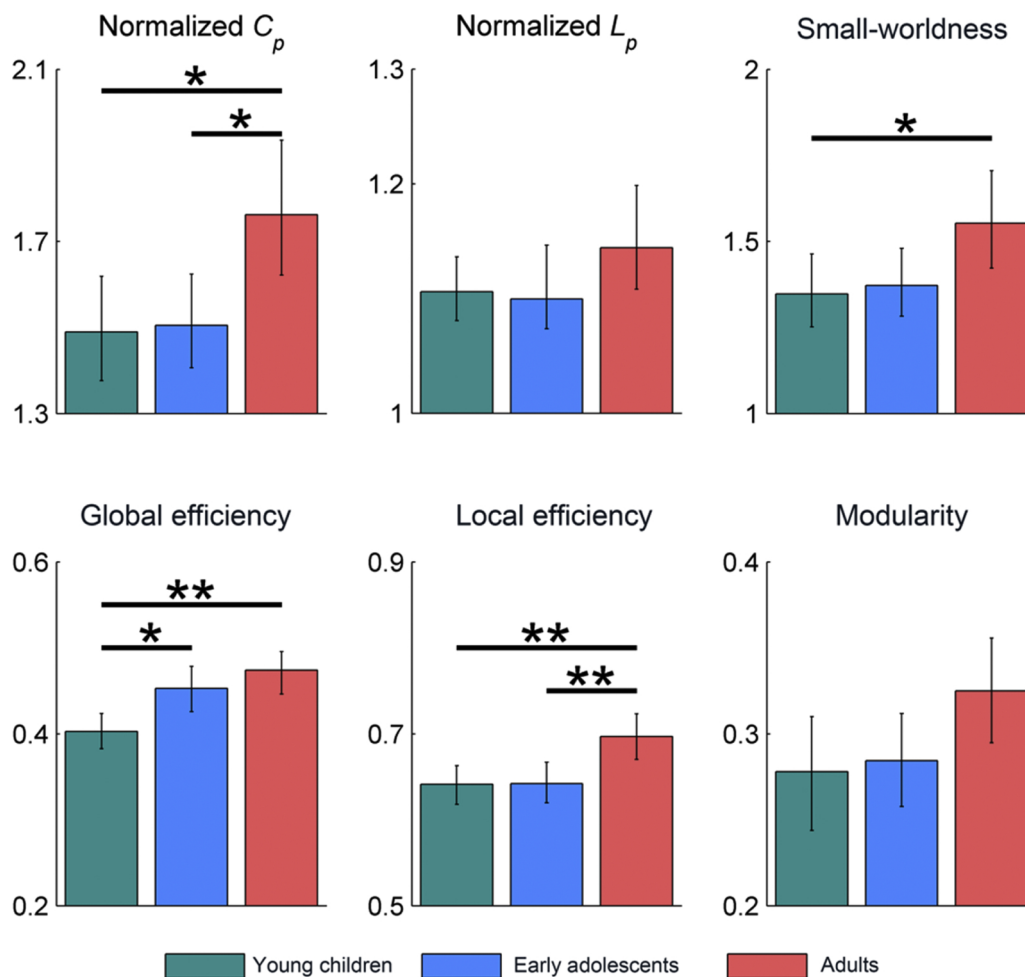 Normalized Cp
Normalized Lp
Small-worldness
2.1
1.7
1.3
*
*
1.3
1.2
1
2
1.5
1
*
Global efficiency
Local efficiency
Modularity
0.6
0.4
0.2
**
*
0.9
0.7
0.5
**
**
0.4
0.3
0.2
Young children
Early adolescents
Adults